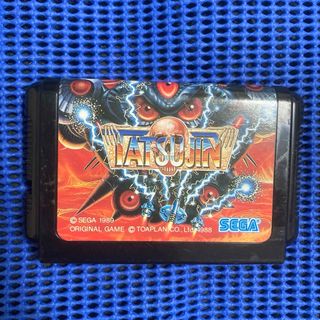 TATSUJIN
© SEGA 1989
ORIGINAL GAME © TOAPLAN CO., Ltd. 1988
SEGA